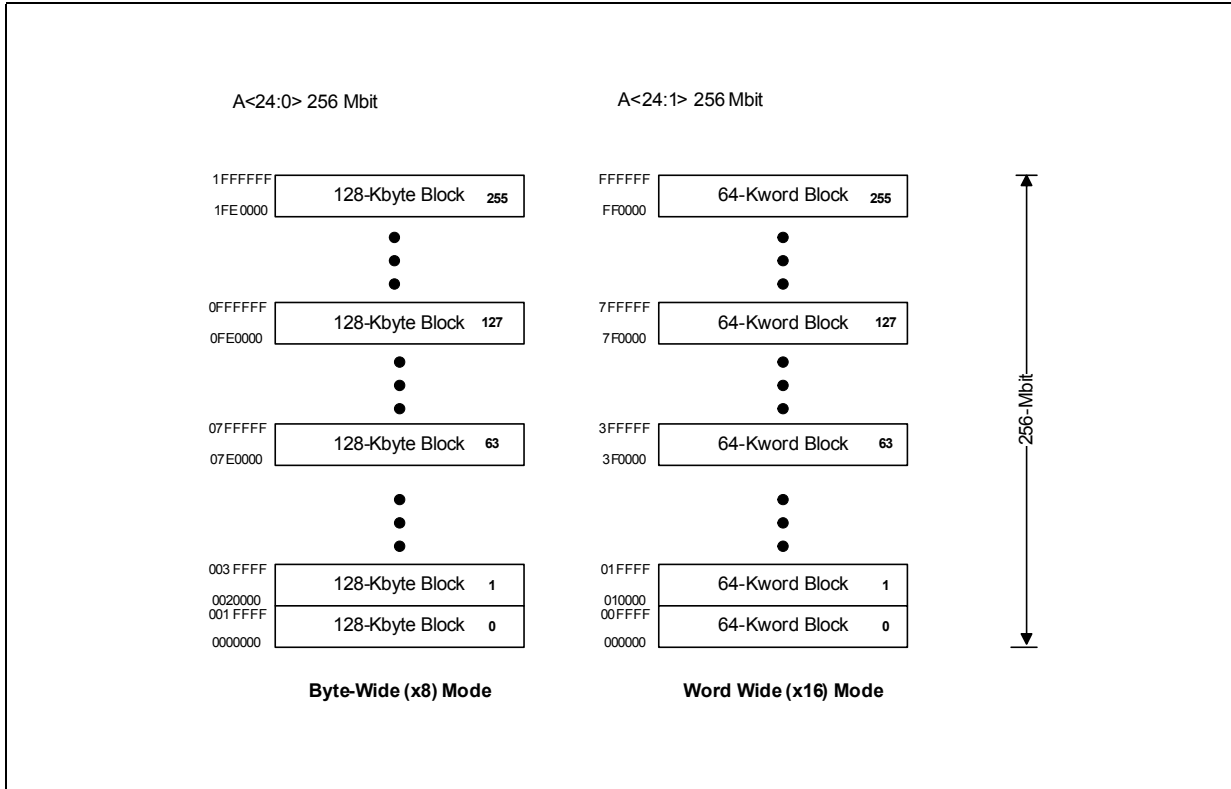 A<24:0> 256 Mbit
A<24:1> 256 Mbit
1FFFFFF
128-Kbyte Block 255
1FE0000
FFFFFF
64-Kword Block 255
FF0000
0FFFFFF
128-Kbyte Block 127
0FE0000
7FFFFF
64-Kword Block 127
7F0000
07FFFFF
128-Kbyte Block 63
07E0000
3FFFFF
64-Kword Block 63
3F0000
003FFFF
128-Kbyte Block 1
0020000
001FFFF
128-Kbyte Block 0
0000000
01FFFF
64-Kword Block 1
010000
00FFFF
64-Kword Block 0
000000
256-Mbit
Byte-Wide (x8) Mode
Word Wide (x16) Mode